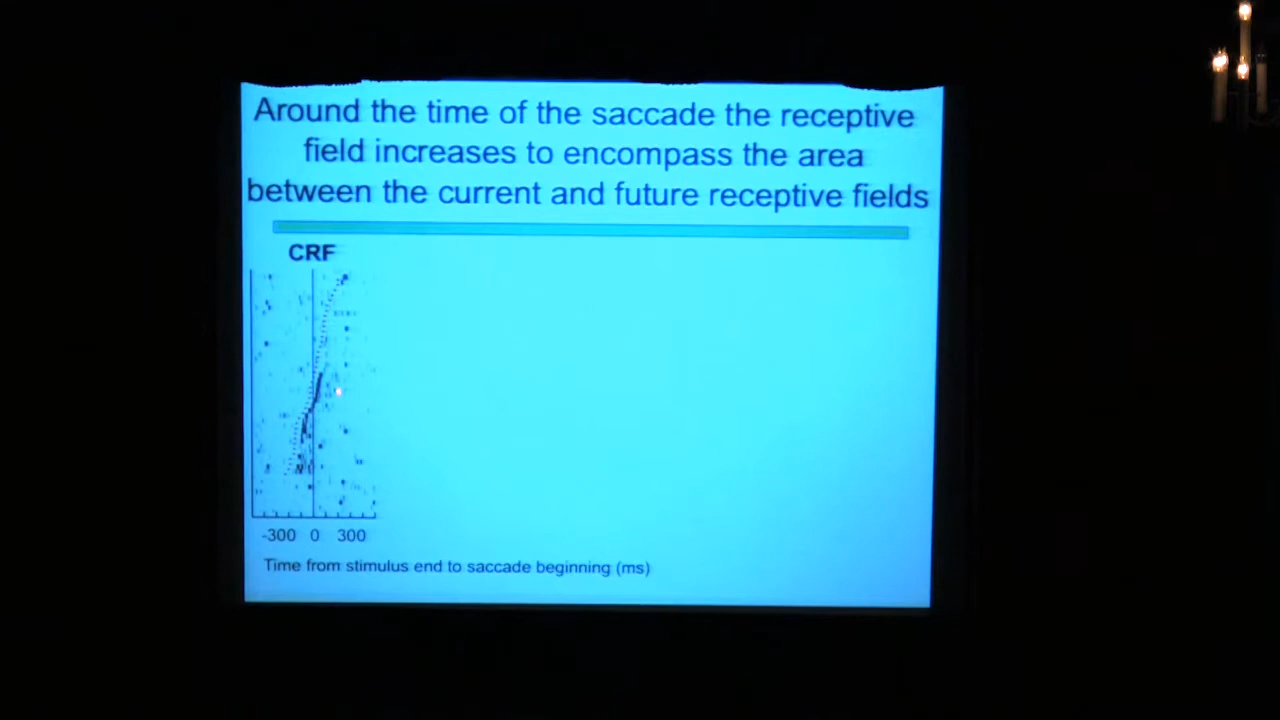 Around the time of the saccade the receptive
field increases to encompass the area
between the current and future receptive fields
CRF
-300 0 300
Time from stimulus end to saccade beginning (ms)